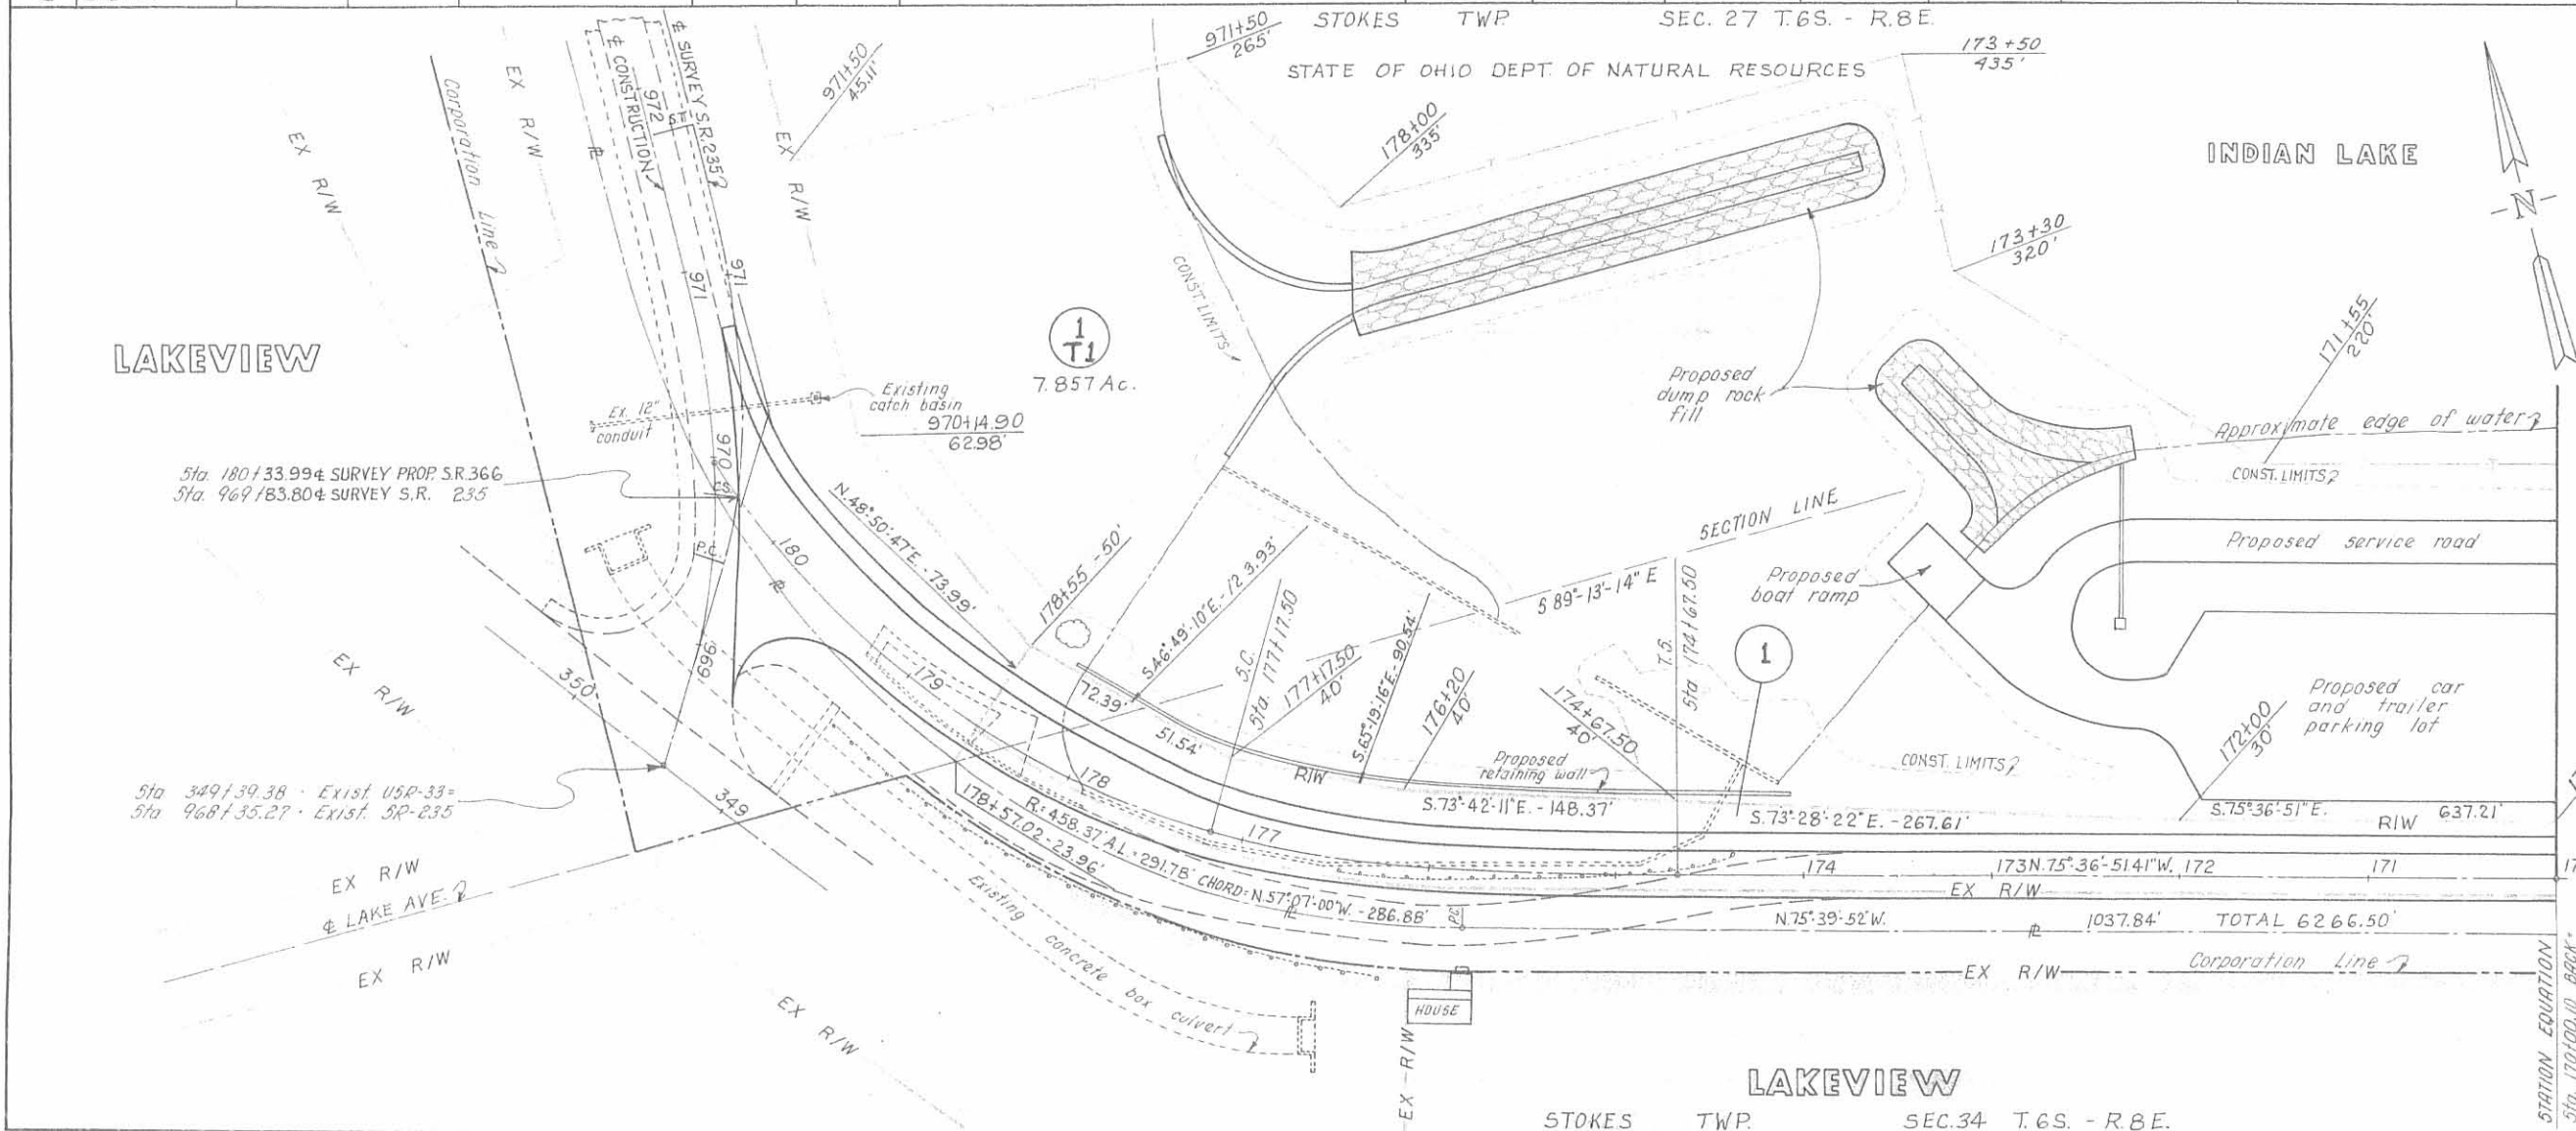 STOKES TWP. SEC. 27 T.6S. - R.8E.
STATE OF OHIO DEPT. OF NATURAL RESOURCES
971+50
265'
173+50
435'
971+50
45.11'
178+00
335'
INDIAN LAKE
-N-
173+30
320'
171+55
220'
EX R/W
Corporation Line
EX R/W
℄ CONSTRUCTION
℄ SURVEY S.R.235
972
EX R/W
971
971
CONST. LIMITS
LAKEVIEW
1
T1
7.857 Ac.
Existing
catch basin
970+14.90
62.98'
Ex. 12"
conduit
970
Proposed
dump rock
fill
Approximate edge of water
CONST. LIMITS
Sta. 180+33.99 ℄ SURVEY PROP. S.R.366
Sta. 969+83.80 ℄ SURVEY S.R. 235
C.S.
P.C.
180
N.48°-50'-47"E. - 73.99'
178+55 - 50'
SECTION LINE
S 89°-13'-14" E
Proposed service road
Proposed
boat ramp
S.46°-49'-10"E. - 123.93'
S.C.
Sta. 177+17.50
177+17.50
40'
S.65°-19'-16"E. - 90.54'
176+20
40'
174+67.50
40'
T.S.
Sta 174+67.50
1
Proposed car
and trailer
parking lot
172+00
30'
CONST. LIMITS
969
350
EX R/W
179
72.39'
51.54'
R/W
Proposed
retaining wall
S.73°-42'-11"E. - 148.37'
S.73°-28'-22"E. - 267.61'
S.75°36'-51"E. R/W 637.21'
Sta 349+39.38 - Exist. USR-33=
Sta 968+35.27 - Exist. SR-235
349
178
177
174
173 N.75°-36'-51.41"W. 172
171
178+57.02 - 23.96'
R.= 458.37' A.L.= 291.78' CHORD = N.57°-07'-00"W. - 286.88'
P.C.
EX R/W
N.75°-39'-52"W. 1037.84' TOTAL 6266.50'
EX R/W
℄ LAKE AVE.
EX R/W
EX R/W
Existing concrete box culvert
EX R/W
Corporation Line
HOUSE
EX R/W
LAKEVIEW
STOKES TWP. SEC.34 T.6S. - R.8E.
STATION EQUATION